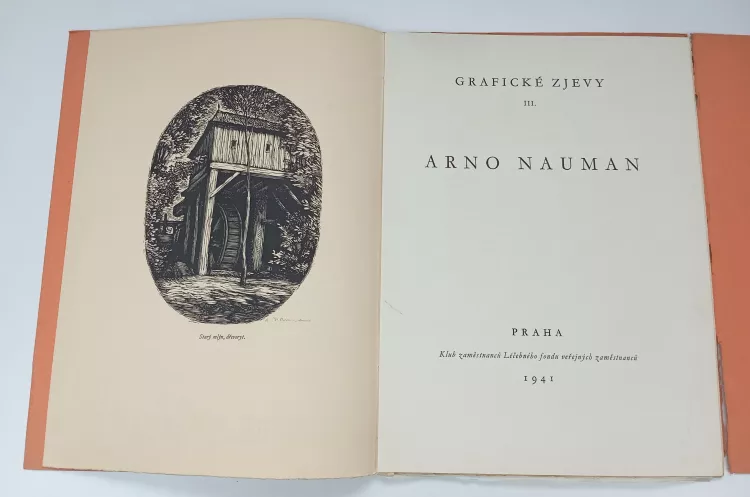 Starý mlýn, dřevoryt.
GRAFICKÉ ZJEVY
III.
ARNO NAUMAN
PRAHA
Klub zaměstnanců Léčebného fondu veřejných zaměstnanců
1941